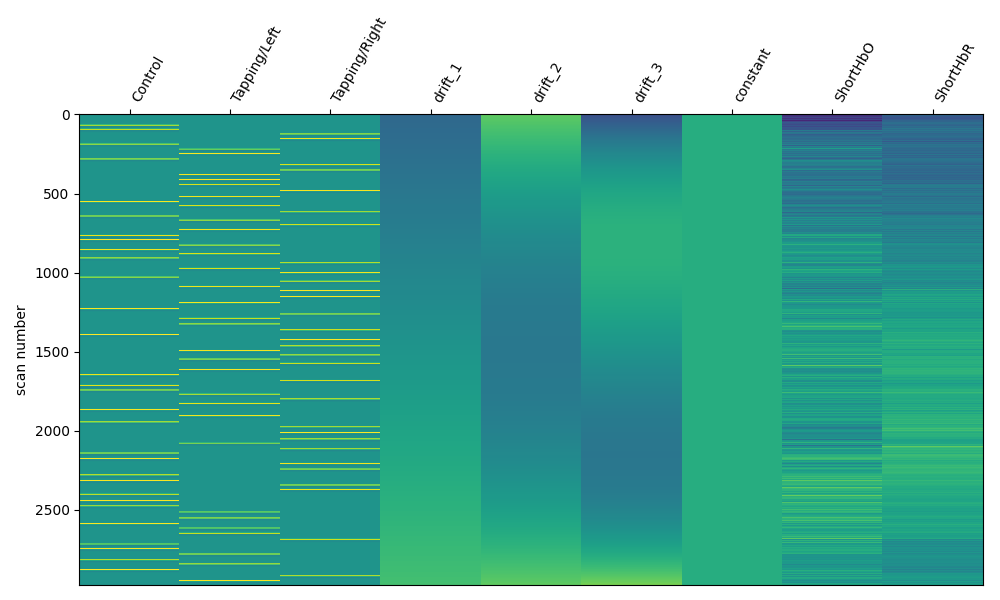 Control
Tapping/Left
Tapping/Right
drift_1
drift_2
drift_3
constant
ShortHbO
ShortHbR
0
500
1000
1500
2000
2500
scan number